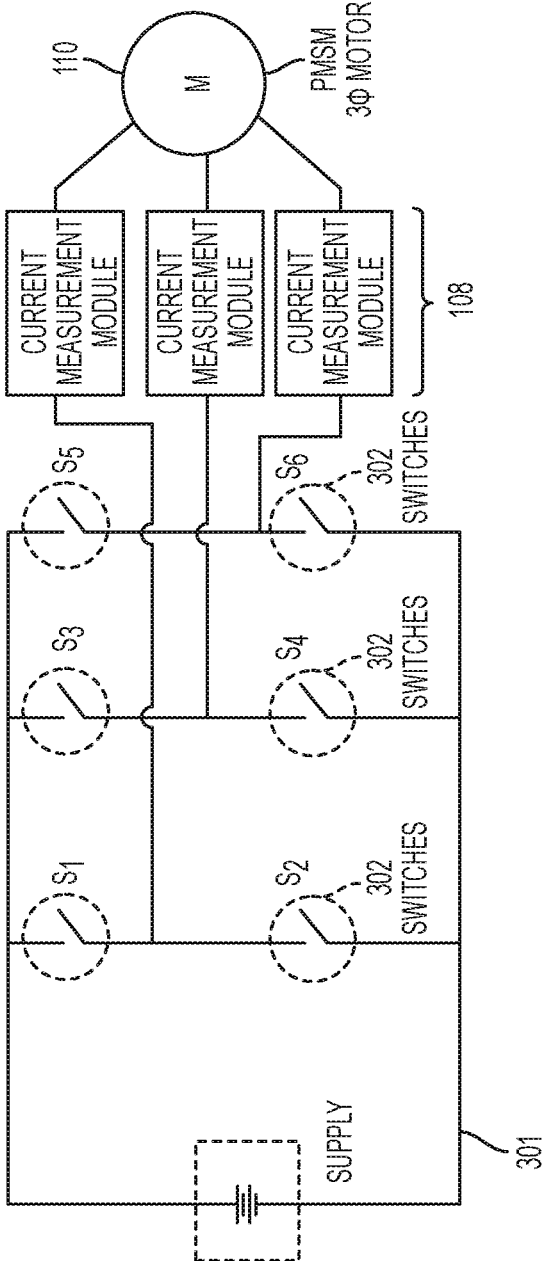 110
M
PMSM
3Φ MOTOR
CURRENT
MEASUREMENT
MODULE
CURRENT
MEASUREMENT
MODULE
CURRENT
MEASUREMENT
MODULE
108
S1
S3
S5
S2
302
SWITCHES
S4
302
SWITCHES
S6
302
SWITCHES
SUPPLY
301